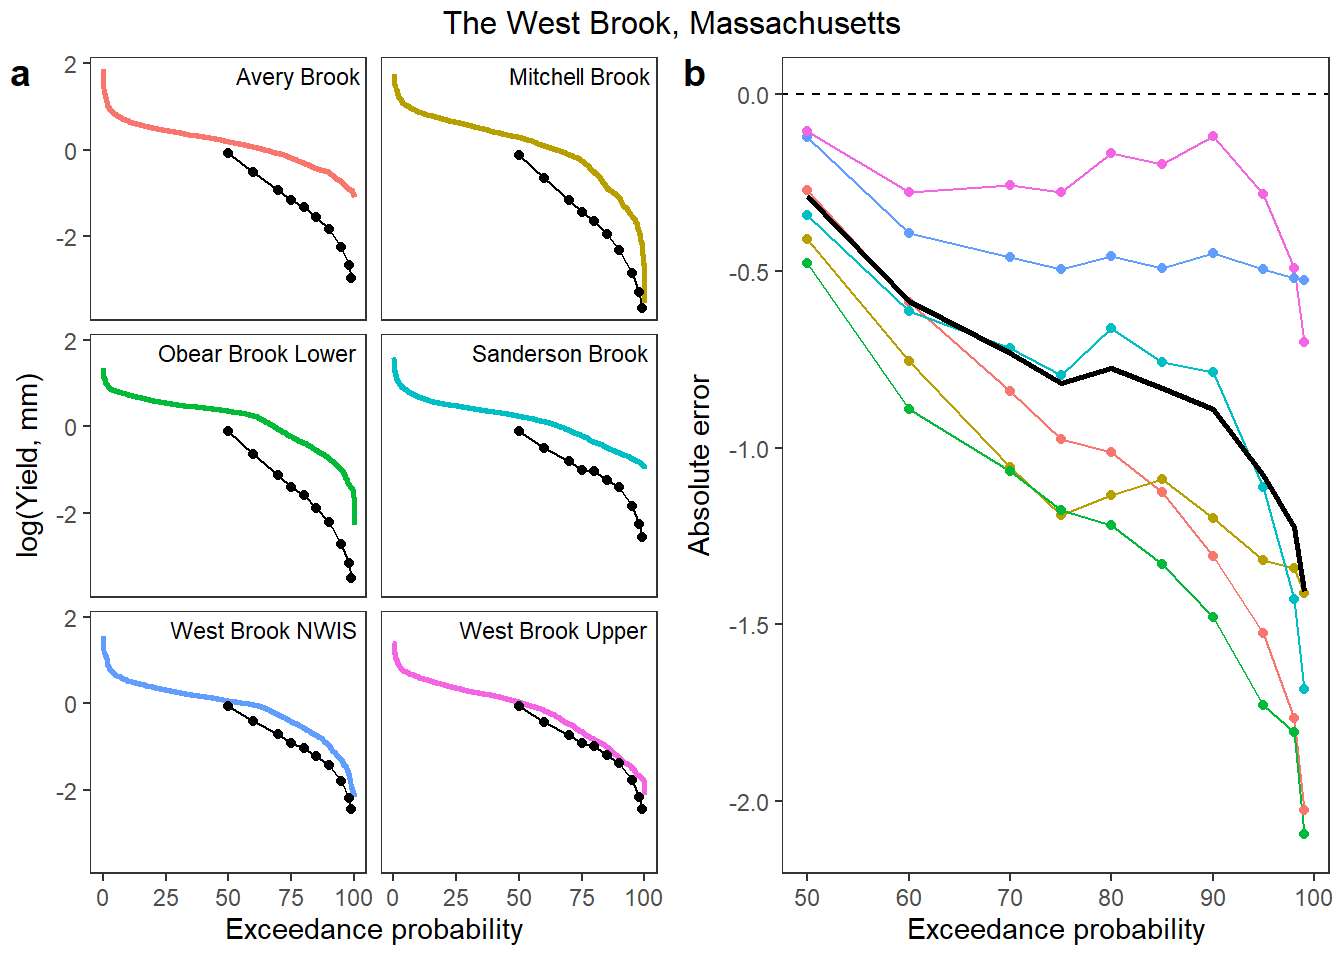 The West Brook, Massachusetts
a
Avery Brook
Mitchell Brook
2
0
-2
Obear Brook Lower
Sanderson Brook
2
0
-2
West Brook NWIS
West Brook Upper
2
0
-2
log(Yield, mm)
0 25 50 75 100
0 25 50 75 100
Exceedance probability
b
0.0
-0.5
-1.0
-1.5
-2.0
Absolute error
50 60 70 80 90 100
Exceedance probability